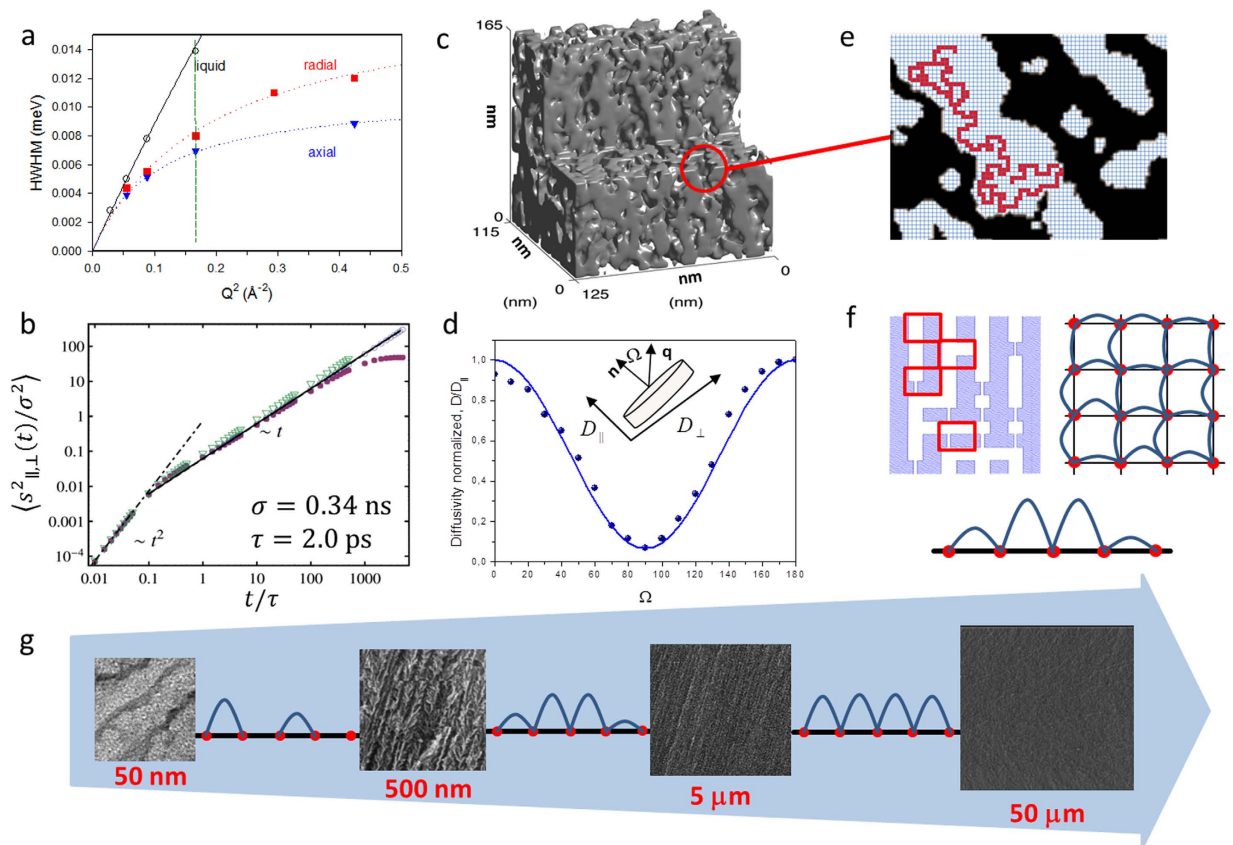 a
HWHM (meV)
0.014
0.012
0.010
0.008
0.006
0.004
0.002
0.000
liquid
radial
axial
0.0 0.1 0.2 0.3 0.4 0.5
Q² (Å⁻²)
b
⟨s²∥,⊥(t)/σ²⟩
100
10
1
0.1
0.01
0.001
10⁻⁴
~ t
~ t²
σ = 0.34 ns
τ = 2.0 ps
0.01 0.1 1 10 100 1000
t/τ
c
165
nm
0
115
nm
0
(nm)
125
nm
(nm)
0
d
Diffusivity normalized, D/D∥
1,0
0,8
0,6
0,4
0,2
0,0
n Ω q
D∥ D⊥
0 20 40 60 80 100 120 140 160 180
Ω
e
f
g
50 nm
500 nm
5 μm
50 μm